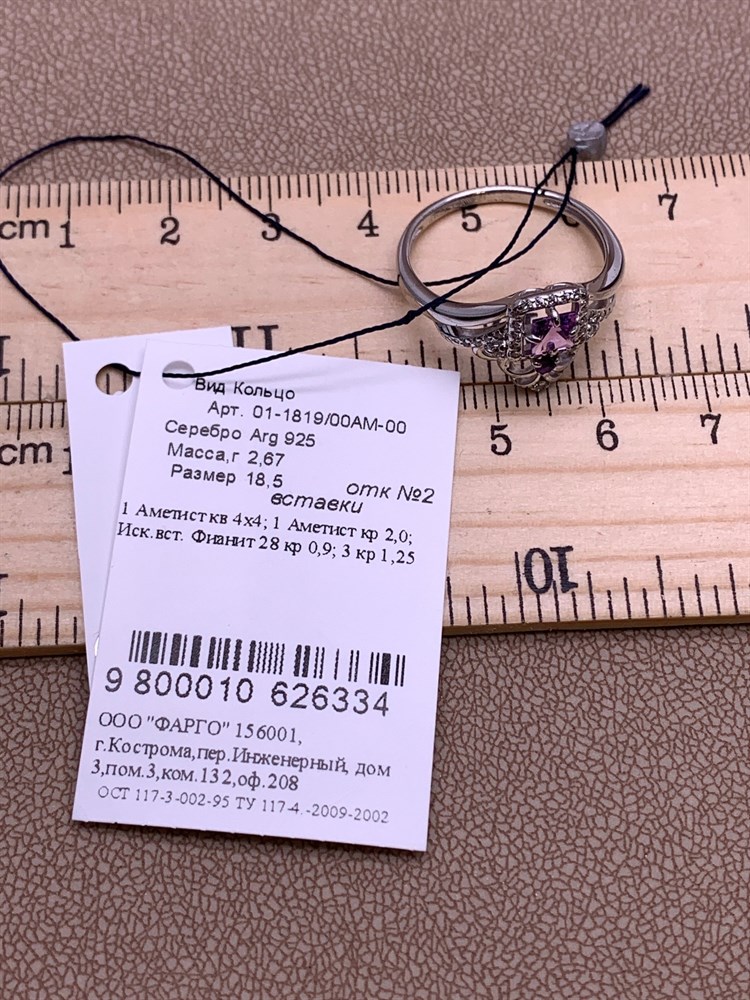 cm 1 2 3 4 5 6 7
11
cm 1 5 6 7
10
Вид Кольцо
Арт. 01-1819/00АМ-00
Серебро Arg 925
Масса,г 2,67
Размер 18,5
отк №2
вставки
1 Аметист кв 4х4; 1 Аметист кр 2,0;
Иск.вст. Фианит 28 кр 0,9; 3 кр 1,25
9 800010 626334
ООО "ФАРГО" 156001,
г.Кострома,пер.Инженерный, дом
3,пом.3,ком.132,оф.208
ОСТ 117-3-002-95 ТУ 117-4.-2009-2002